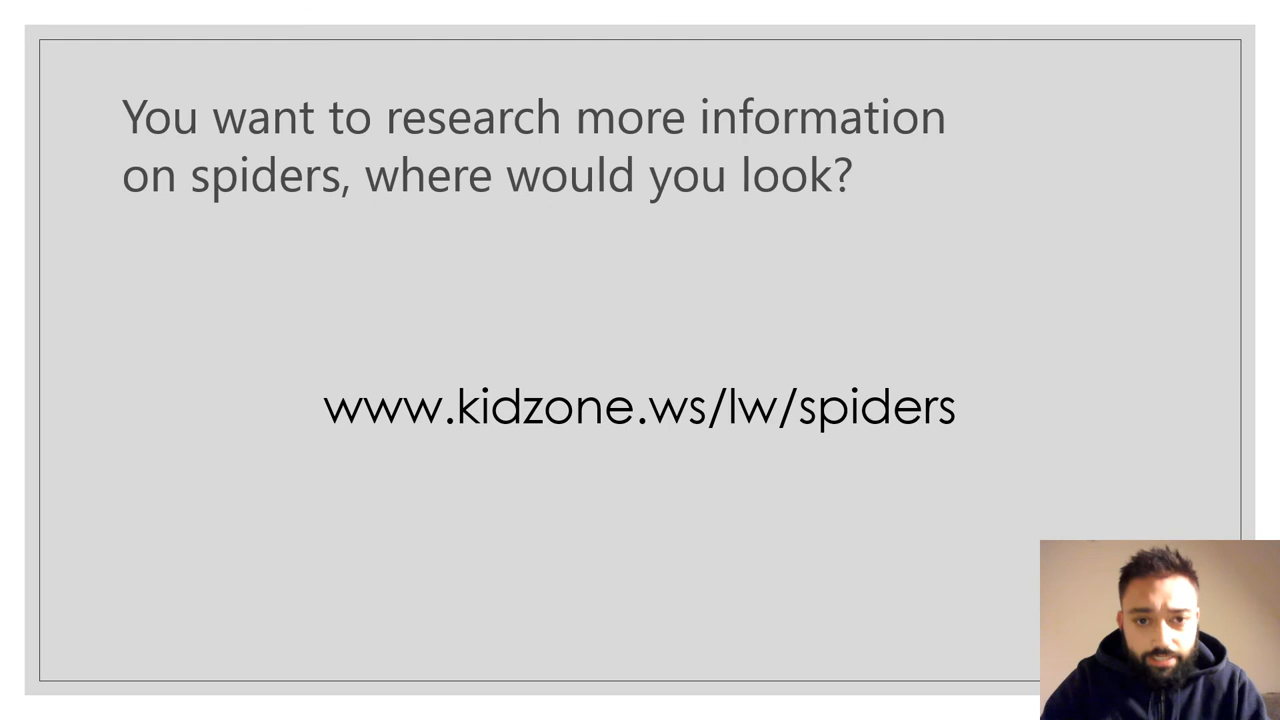 You want to research more information
on spiders, where would you look?
www.kidzone.ws/lw/spiders